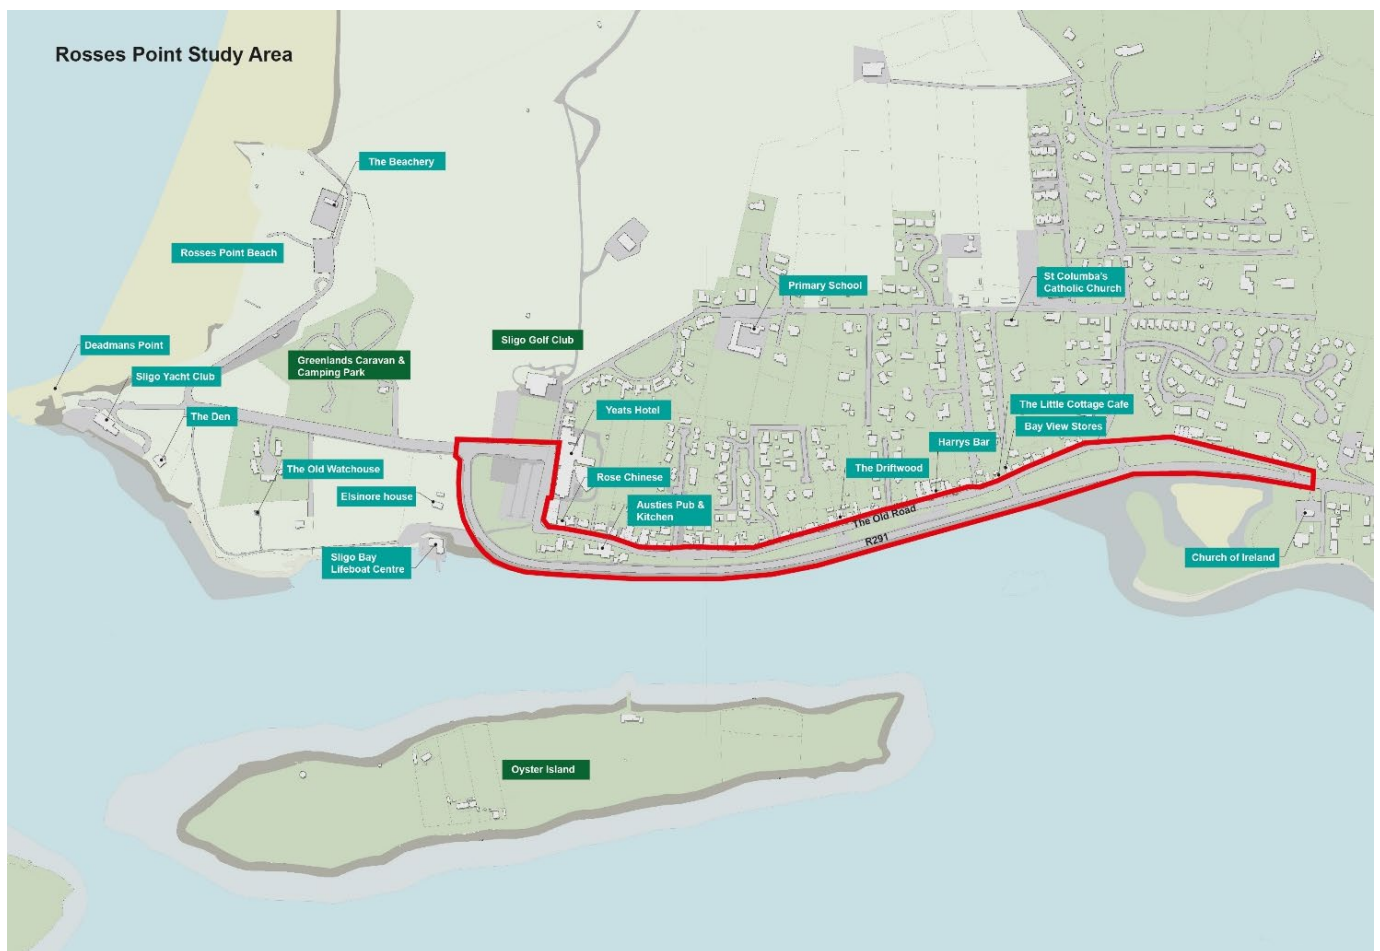 Rosses Point Study Area
The Beachery
Rosses Point Beach
Primary School
St Columba's
Catholic Church
Deadmans Point
Sligo Yacht Club
The Den
Greenlands Caravan &
Camping Park
Sligo Golf Club
Yeats Hotel
The Little Cottage Cafe
Bay View Stores
Harrys Bar
The Driftwood
The Old Watchouse
Rose Chinese
Elsinore house
Austies Pub &
Kitchen
The Old Road
R291
Sligo Bay
Lifeboat Centre
Church of Ireland
Oyster Island